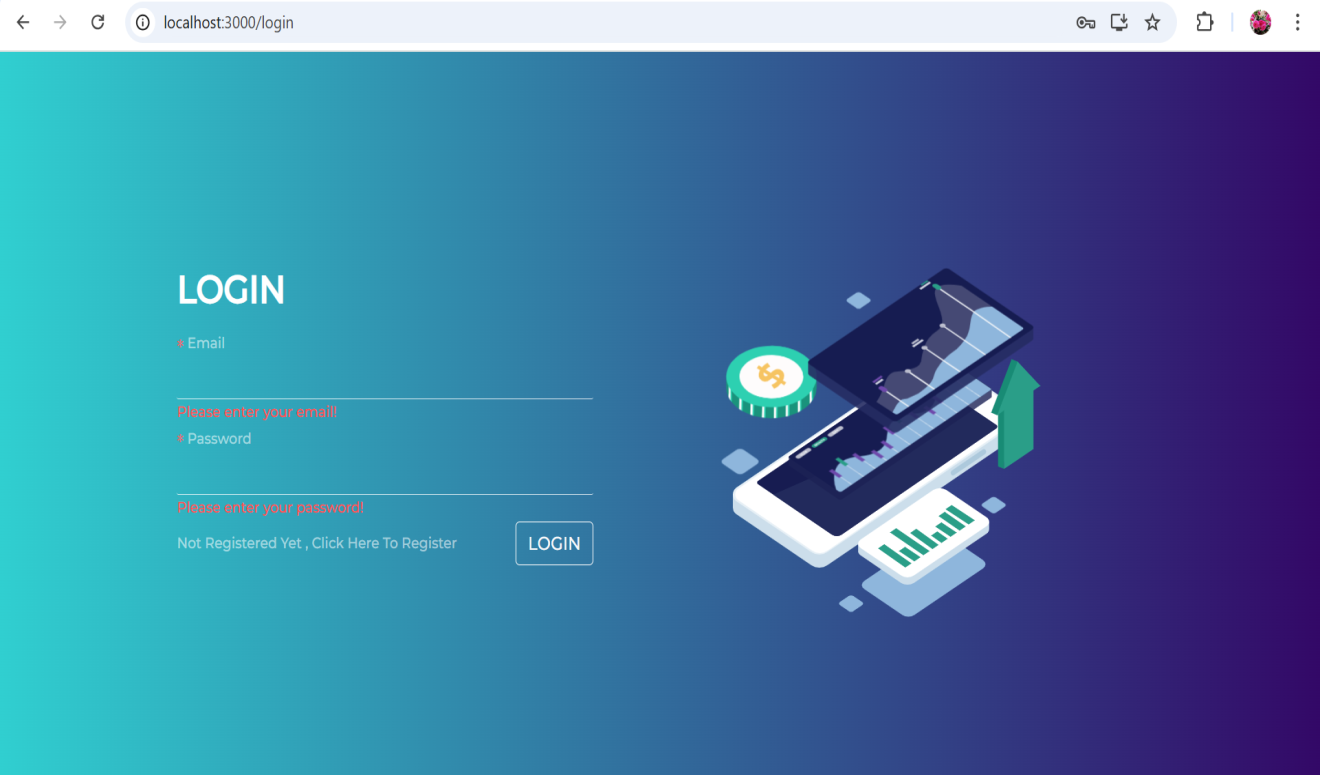 localhost:3000/login
LOGIN
* Email
Please enter your email!
* Password
Please enter your password!
Not Registered Yet , Click Here To Register
LOGIN
$